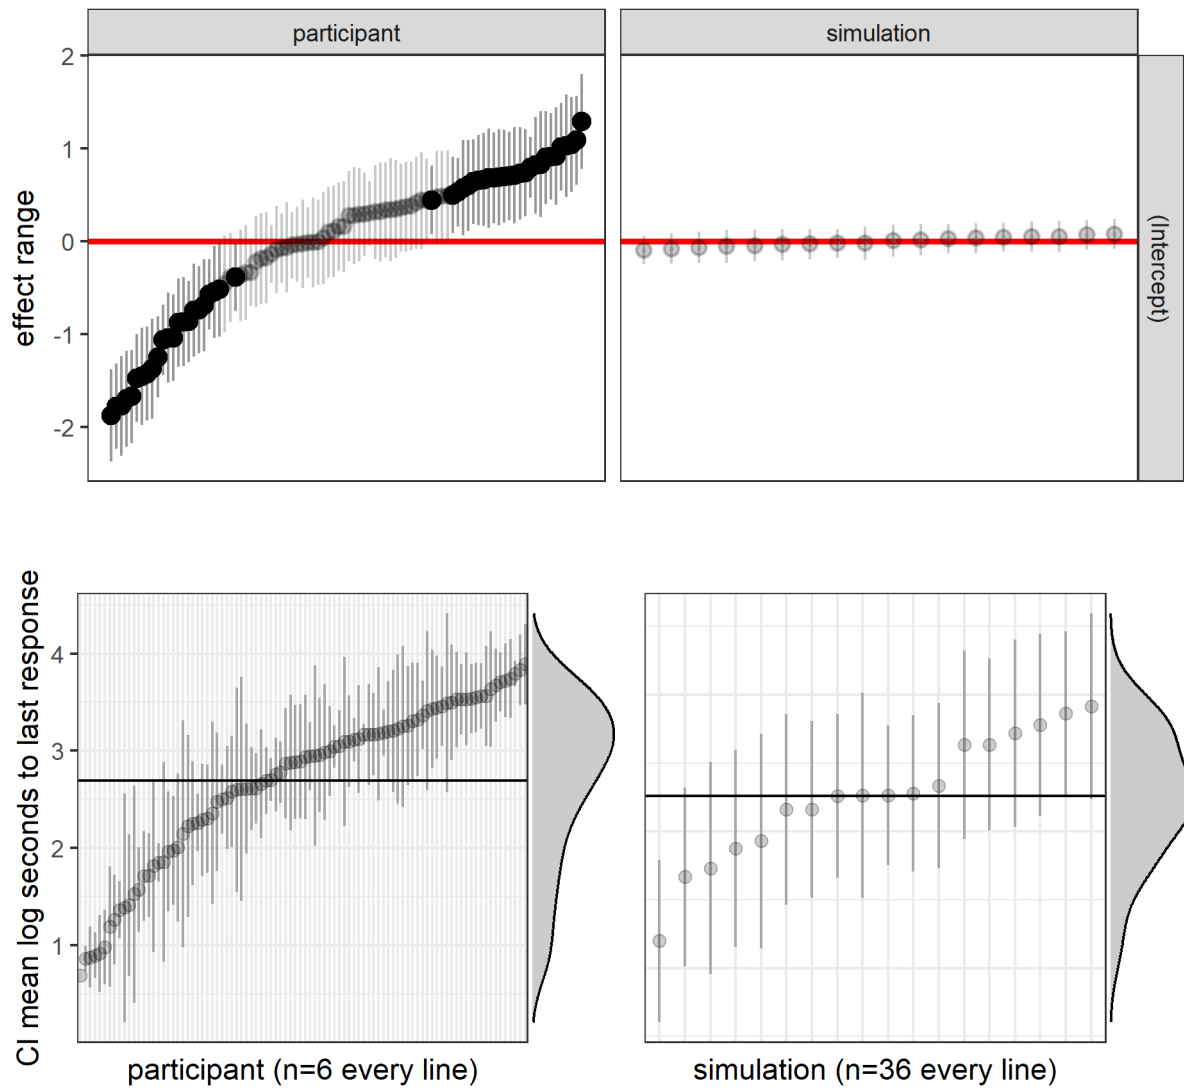 participant
simulation
2
1
0
-1
-2
effect range
(Intercept)
CI mean log seconds to last response
4
3
2
1
participant (n=6 every line)
simulation (n=36 every line)